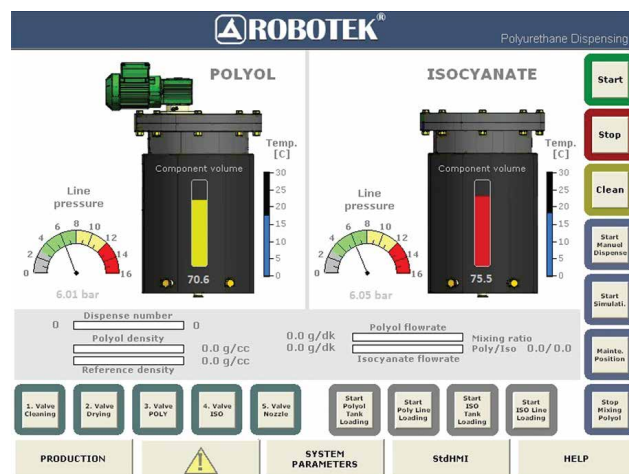 ROBOTEK®
Polyurethane Dispensing
POLYOL
ISOCYANATE
Start
Stop
Clean
Start
Manuel
Dispense
Start
Simulati.
Mainte.
Position
Stop
Mixing
Polyol
Component volume
70.6
Temp.
[C]
30
25
20
15
10
5
0
Line
pressure
0
2
4
6
8
10
12
14
16
6.01 bar
Component volume
75.5
Temp.
[C]
30
25
20
15
10
5
0
Line
pressure
0
2
4
6
8
10
12
14
16
6.05 bar
Dispense number
0 0
Polyol density
0.0 g/cc
0.0 g/cc
Reference density
Polyol flowrate
0.0 g/dk
0.0 g/dk
Isocyanate flowrate
Mixing ratio
Poly/Iso 0.0/0.0
1. Valve
Cleaning
2. Valve
Drying
3. Valve
POLY
4. Valve
ISO
5. Valve
Nozzle
Start
Polyol
Tank
Loading
Start
Poly Line
Loading
Start
ISO
Tank
Loading
Start
ISO Line
Loading
PRODUCTION
SYSTEM
PARAMETERS
StdHMI
HELP